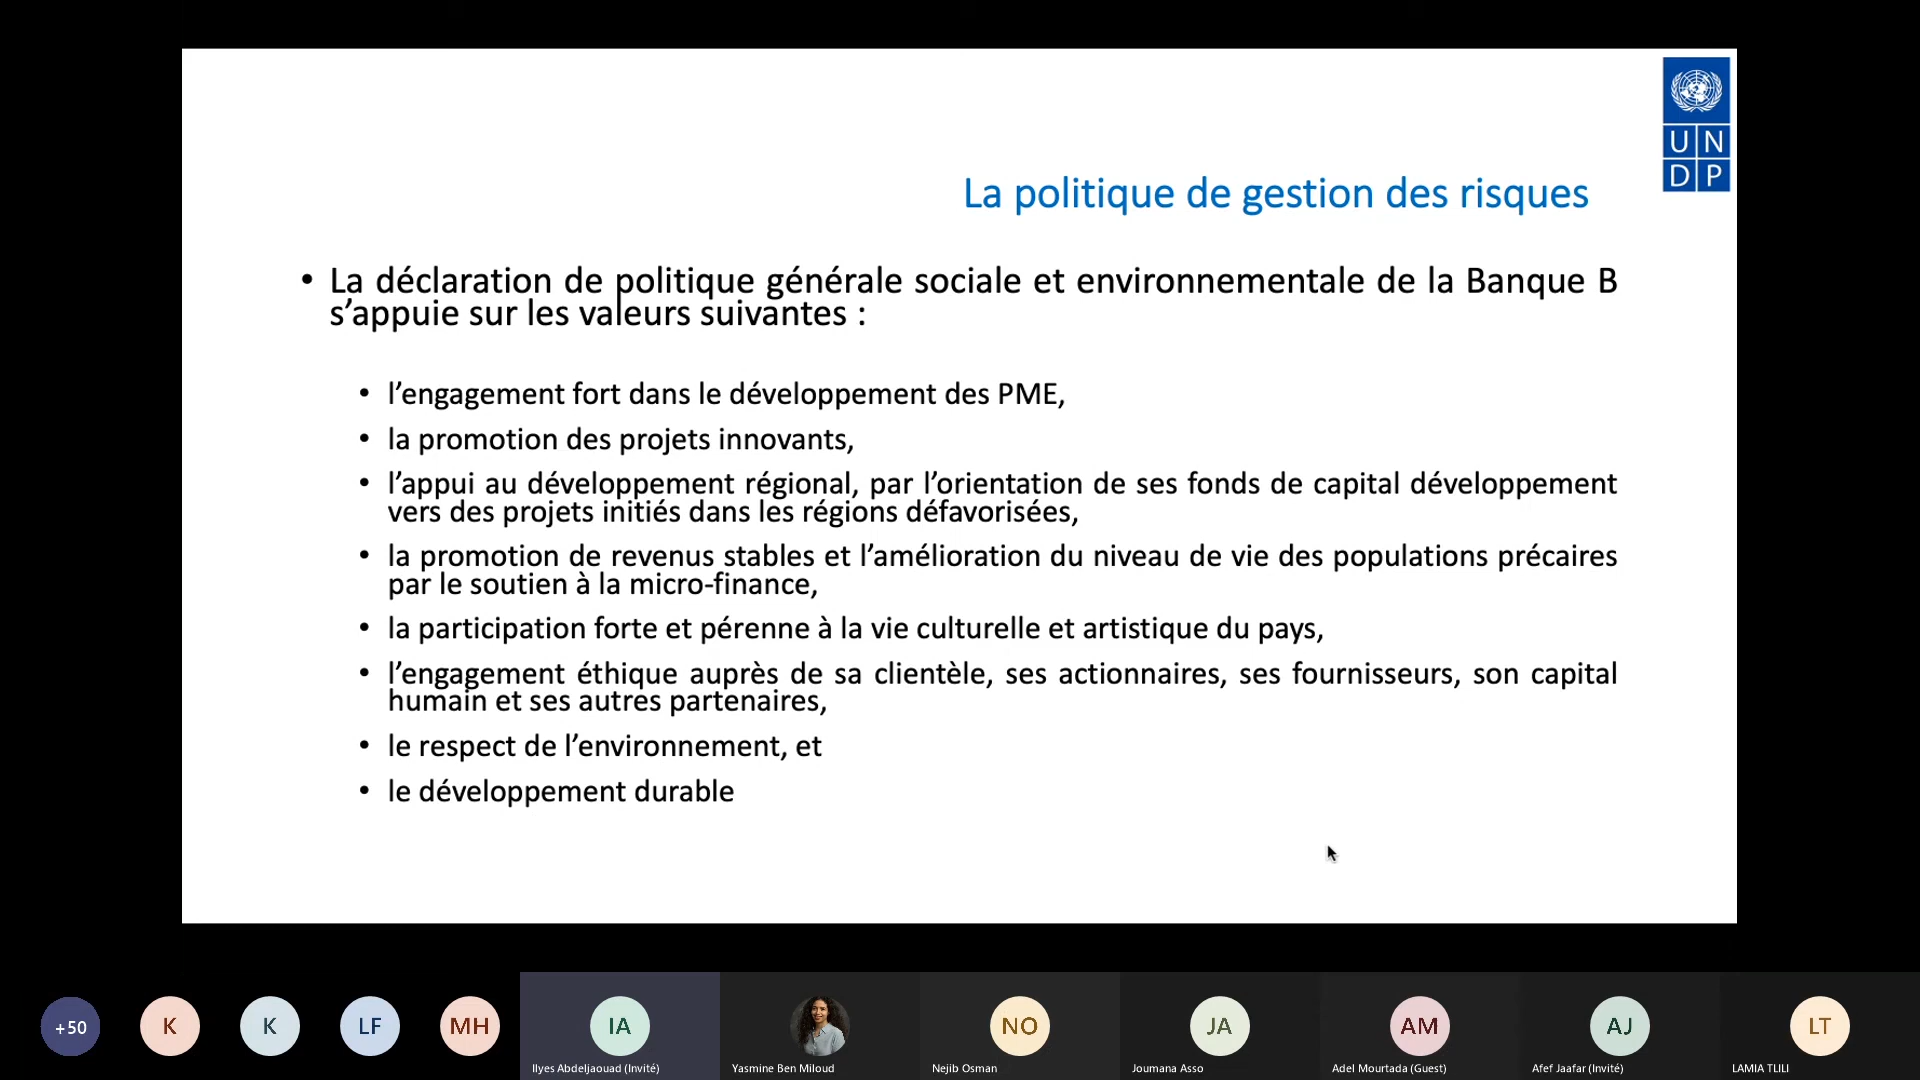 U N
D P
La politique de gestion des risques
• La déclaration de politique générale sociale et environnementale de la Banque B
s’appuie sur les valeurs suivantes :
• l’engagement fort dans le développement des PME,
• la promotion des projets innovants,
• l’appui au développement régional, par l’orientation de ses fonds de capital développement
vers des projets initiés dans les régions défavorisées,
• la promotion de revenus stables et l’amélioration du niveau de vie des populations précaires
par le soutien à la micro-finance,
• la participation forte et pérenne à la vie culturelle et artistique du pays,
• l’engagement éthique auprès de sa clientèle, ses actionnaires, ses fournisseurs, son capital
humain et ses autres partenaires,
• le respect de l’environnement, et
• le développement durable
+50 K K LF MH IA NO JA AM AJ LT
Ilyes Abdeljaouad (Invité) Yasmine Ben Miloud Nejib Osman Joumana Asso Adel Mourtada (Guest) Afef Jaafar (Invité) LAMIA TLILI